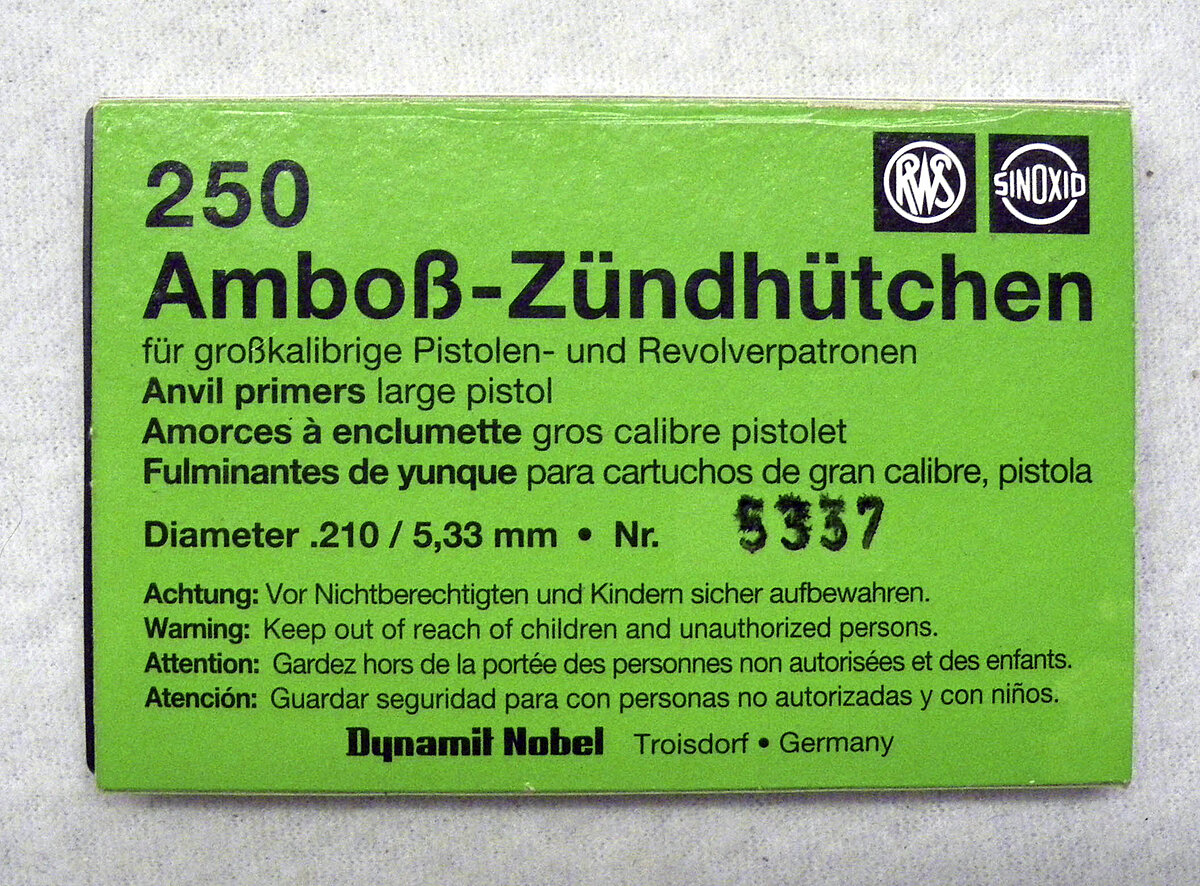 250
RWS
SINOXID
Amboß-Zündhütchen
für großkalibrige Pistolen- und Revolverpatronen
Anvil primers large pistol
Amorces à enclumette gros calibre pistolet
Fulminantes de yunque para cartuchos de gran calibre, pistola
Diameter .210 / 5,33 mm • Nr. 5337
Achtung: Vor Nichtberechtigten und Kindern sicher aufbewahren.
Warning: Keep out of reach of children and unauthorized persons.
Attention: Gardez hors de la portée des personnes non autorisées et des enfants.
Atención: Guardar seguridad para con personas no autorizadas y con niños.
Dynamit Nobel Troisdorf • Germany